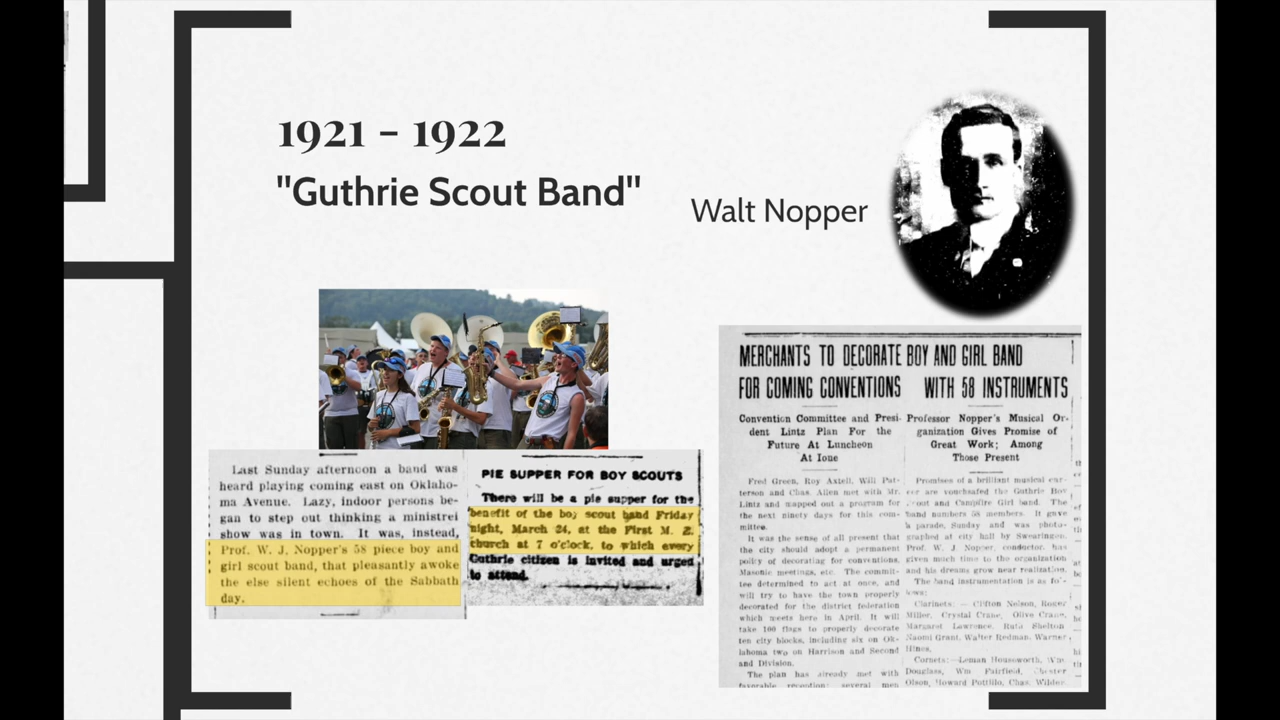 1921 - 1922
"Guthrie Scout Band"
Walt Nopper
Last Sunday afternoon a band was
heard playing coming east on Oklaho-
ma Avenue. Lazy, indoor persons be-
gan to step out thinking a ministrel
show was in town. It was, instead,
Prof. W. J. Nopper's 58 piece boy and
girl scout band, that pleasantly awoke
the else silent echoes of the Sabbath
day.
PIE SUPPER FOR BOY SCOUTS
There will be a pie supper for the
benefit of the boy scout band Friday
night, March 24, at the First M. E.
church at 7 o'clock, to which every
Guthrie citizen is invited and urged
to attend.
MERCHANTS TO DECORATE
FOR COMING CONVENTIONS
Convention Committee and Presi-
dent Lintz Plan For the
Future At Luncheon
At Ione
Fred Green, Roy Axtell, Will Pat-
terson and Chas. Allen met with Mr.
Lintz and mapped out a program for
the next ninety days for this com-
mittee.
It was the sense of all present that
the city should adopt a permanent
policy of decorating for conventions,
Masonic meetings, etc. The commit-
tee determined to act at once, and
will try to have the town properly
decorated for the district federation
which meets here in April. It will
take 100 flags to properly decorate
ten city blocks, including six on Ok-
lahoma two on Harrison and Second
and Division.
The plan has already met with
favorable reception; several men
BOY AND GIRL BAND
WITH 58 INSTRUMENTS
Professor Nopper's Musical Or-
ganization Gives Promise of
Great Work; Among
Those Present
Promises of a brilliant musical car-
eer are vouchsafed the Guthrie Boy
Scout and Campfire Girl band. The
band numbers 58 members. It gave
a parade, Sunday and was photo-
graphed at city hall by Swearingen.
Prof. W. J. Nopper, conductor, has
given much time to the organization
and his dreams grow near realization.
The band instrumentation is as fol-
lows:
Clarinets: — Clifton Nelson, Roger
Miller, Crystal Crane, Olive Crane,
Margaret Lawrence, Ruth Shelton
Naomi Grant, Walter Redman, Warner
Hines,
Cornets:—Leman Houseworth, Wm.
Douglass, Wm Fairfield, Chester
Olson, Howard Pottilo, Chas. Wilder